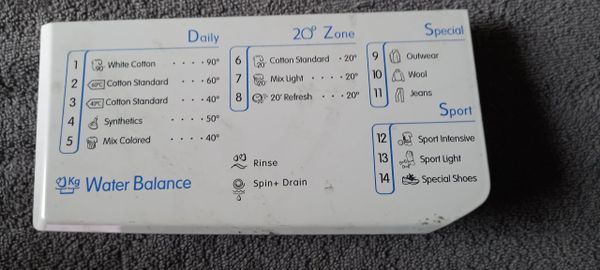 Daily
1 White Cotton · · · · 90°
2 60°C Cotton Standard · · · · 60°
3 40°C Cotton Standard · · · · 40°
4 Synthetics · · · · 50°
5 Mix Colored · · · · 40°
20° Zone
6 20° Cotton Standard · 20°
7 20° Mix Light · · · · 20°
8 20' Refresh · · · 20°
Special
9 Outwear
10 Wool
11 Jeans
Sport
12 Sport Intensive
13 Sport Light
14 Special Shoes
Rinse
Spin+ Drain
Kg Water Balance